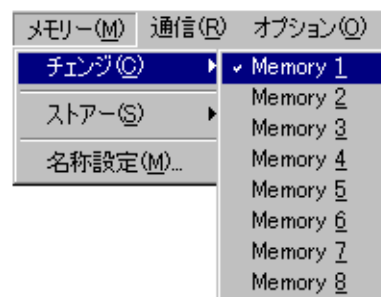 メモリー(M) 通信(R) オプション(O)
チェンジ(C)
ストアー(S)
名称設定(M)...
Memory 1
Memory 2
Memory 3
Memory 4
Memory 5
Memory 6
Memory 7
Memory 8